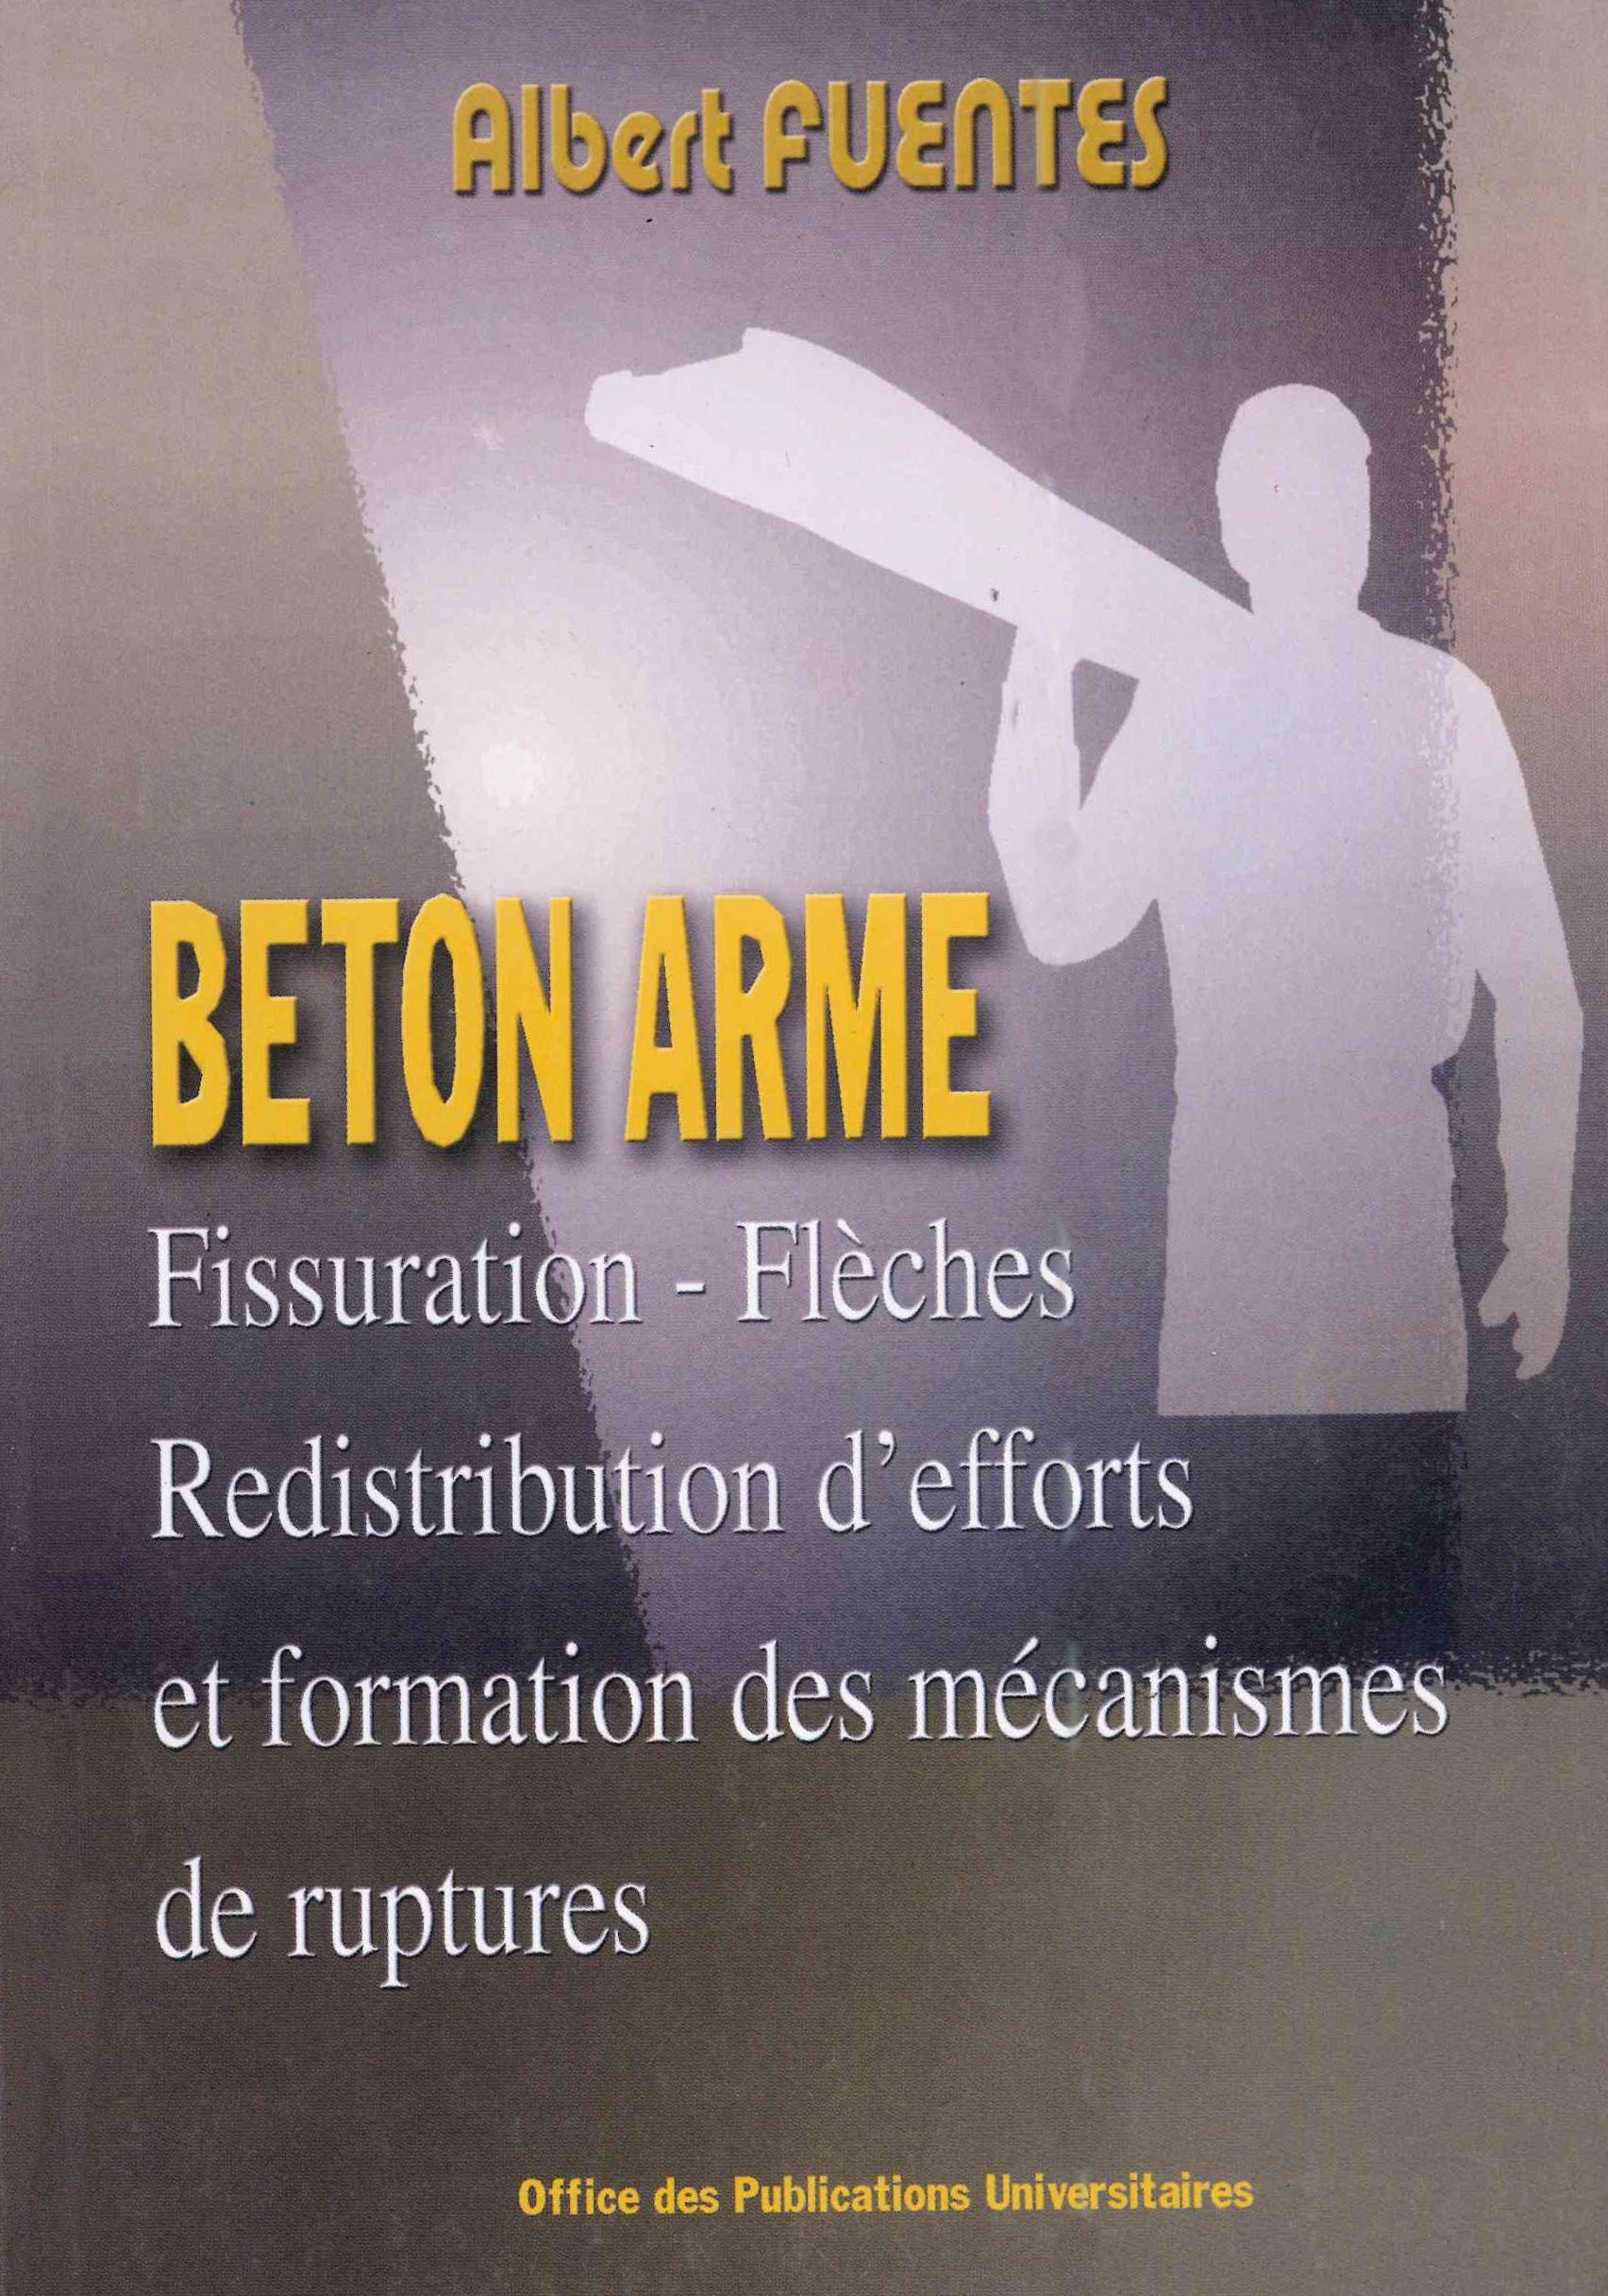 Albert FUENTES
BETON ARME
Fissuration - Flèches
Redistribution d'efforts
et formation des mécanismes
de ruptures
Office des Publications Universitaires